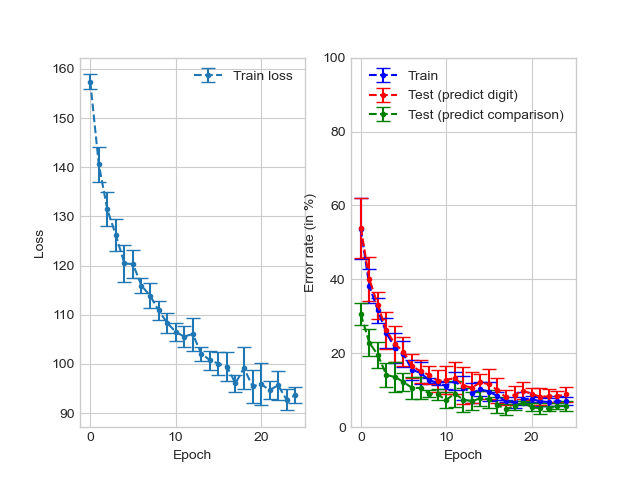 160
150
140
130
120
110
100
90
0
10
20
Epoch
Loss
Train loss
100
80
60
40
20
0
0
10
20
Epoch
Error rate (in %)
Train
Test (predict digit)
Test (predict comparison)